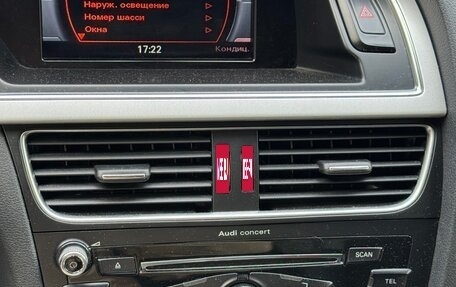 Наруж. освещение
Номер шасси
Окна
17:22
Кондиц.
Audi concert
SCAN
TEL